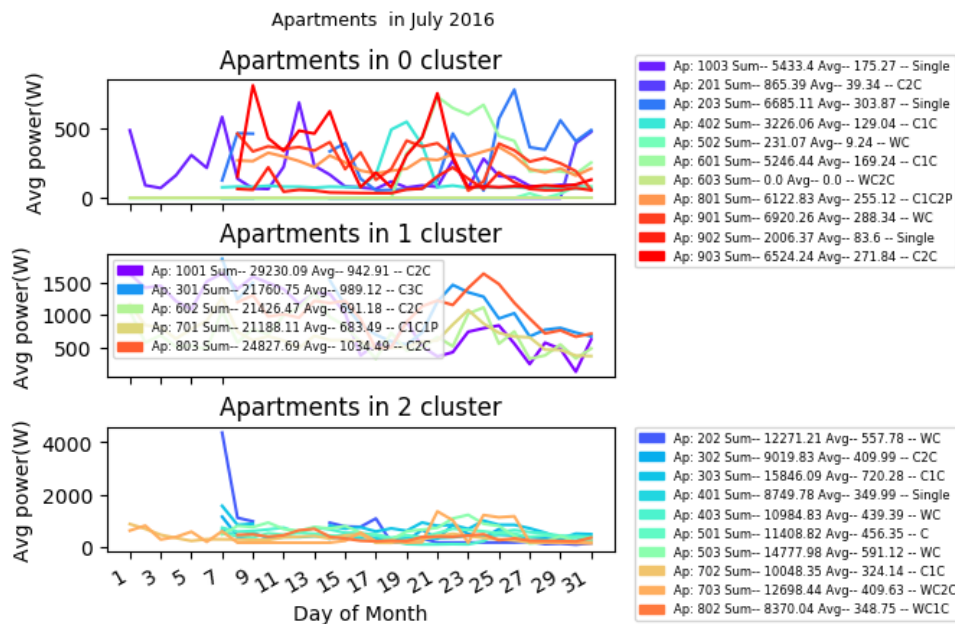 Apartments  in July 2016
Apartments in 0 cluster
Avg power(W)
500
0
Ap: 1003 Sum-- 5433.4 Avg-- 175.27 -- Single
Ap: 201 Sum-- 865.39 Avg-- 39.34 -- C2C
Ap: 203 Sum-- 6685.11 Avg-- 303.87 -- Single
Ap: 402 Sum-- 3226.06 Avg-- 129.04 -- C1C
Ap: 502 Sum-- 231.07 Avg-- 9.24 -- WC
Ap: 601 Sum-- 5246.44 Avg-- 169.24 -- C1C
Ap: 603 Sum-- 0.0 Avg-- 0.0 -- WC2C
Ap: 801 Sum-- 6122.83 Avg-- 255.12 -- C1C2P
Ap: 901 Sum-- 6920.26 Avg-- 288.34 -- WC
Ap: 902 Sum-- 2006.37 Avg-- 83.6 -- Single
Ap: 903 Sum-- 6524.24 Avg-- 271.84 -- C2C
Apartments in 1 cluster
Avg power(W)
1500
1000
500
Ap: 1001 Sum-- 29230.09 Avg-- 942.91 -- C2C
Ap: 301 Sum-- 21760.75 Avg-- 989.12 -- C3C
Ap: 602 Sum-- 21426.47 Avg-- 691.18 -- C2C
Ap: 701 Sum-- 21188.11 Avg-- 683.49 -- C1C1P
Ap: 803 Sum-- 24827.69 Avg-- 1034.49 -- C2C
Apartments in 2 cluster
Avg power(W)
4000
2000
0
1 3 5 7 9 11 13 15 17 19 21 23 25 27 29 31
Day of Month
Ap: 202 Sum-- 12271.21 Avg-- 557.78 -- WC
Ap: 302 Sum-- 9019.83 Avg-- 409.99 -- C2C
Ap: 303 Sum-- 15846.09 Avg-- 720.28 -- C1C
Ap: 401 Sum-- 8749.78 Avg-- 349.99 -- Single
Ap: 403 Sum-- 10984.83 Avg-- 439.39 -- WC
Ap: 501 Sum-- 11408.82 Avg-- 456.35 -- C
Ap: 503 Sum-- 14777.98 Avg-- 591.12 -- WC
Ap: 702 Sum-- 10048.35 Avg-- 324.14 -- C1C
Ap: 703 Sum-- 12698.44 Avg-- 409.63 -- WC2C
Ap: 802 Sum-- 8370.04 Avg-- 348.75 -- WC1C